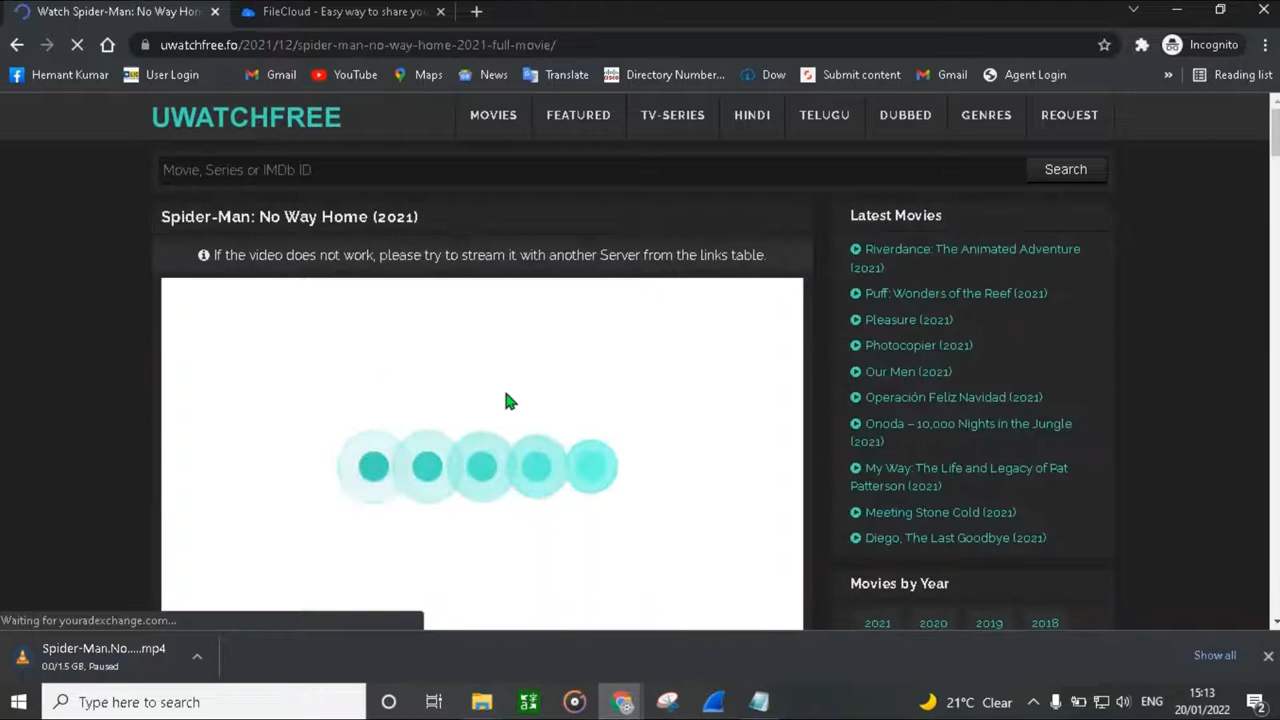 Watch Spider-Man: No Way Hon
FileCloud - Easy way to share you
uwatchfree.fo/2021/12/spider-man-no-way-home-2021-full-movie/
Incognito
Hemant Kumar
User Login
Gmail
YouTube
Maps
News
Translate
Directory Number...
Dow
Submit content
Gmail
Agent Login
»
Reading list
UWATCHFREE
MOVIES
FEATURED
TV-SERIES
HINDI
TELUGU
DUBBED
GENRES
REQUEST
Movie, Series or IMDb ID
Search
Spider-Man: No Way Home (2021)
If the video does not work, please try to stream it with another Server from the links table.
Latest Movies
Riverdance: The Animated Adventure
(2021)
Puff: Wonders of the Reef (2021)
Pleasure (2021)
Photocopier (2021)
Our Men (2021)
Operación Feliz Navidad (2021)
Onoda – 10,000 Nights in the Jungle
(2021)
My Way: The Life and Legacy of Pat
Patterson (2021)
Meeting Stone Cold (2021)
Diego, The Last Goodbye (2021)
Movies by Year
2021
2020
2019
2018
Waiting for youradexchange.com...
Spider-Man.No.....mp4
0.0/1.5 GB, Paused
Show all
Type here to search
21°C Clear
ENG
15:13
20/01/2022
2